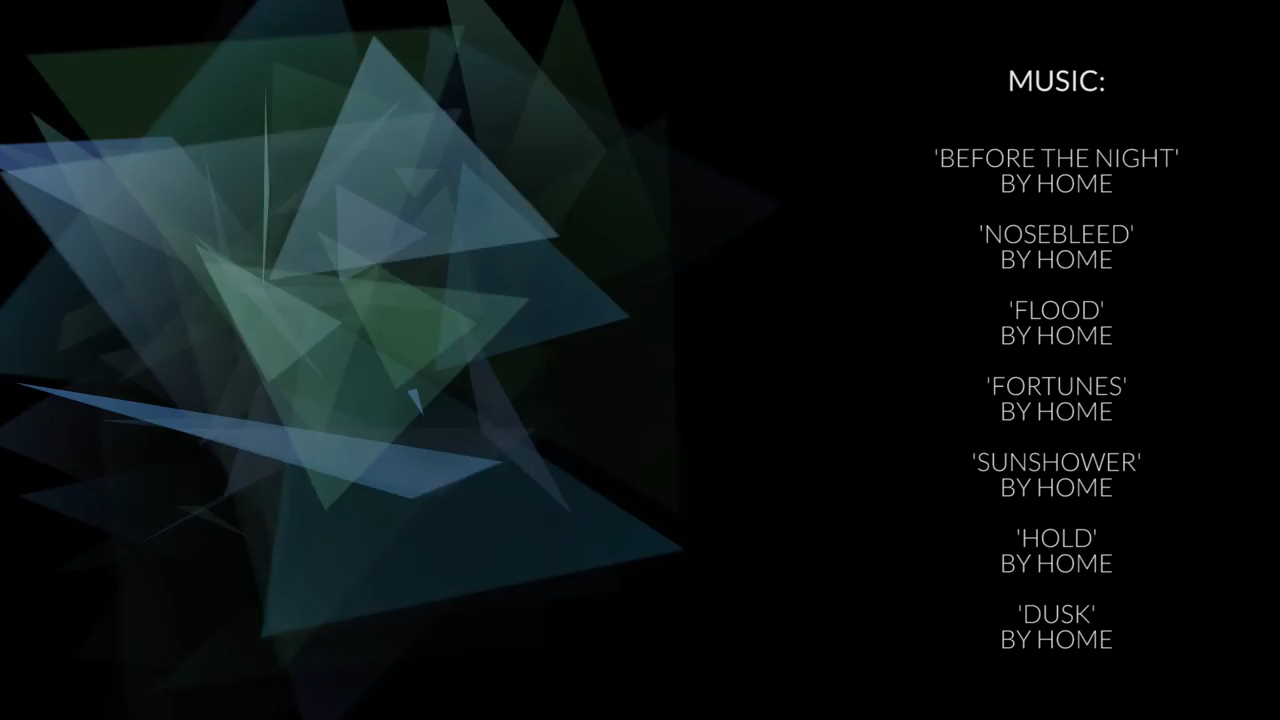 MUSIC:
'BEFORE THE NIGHT'
BY HOME
'NOSEBLEED'
BY HOME
'FLOOD'
BY HOME
'FORTUNES'
BY HOME
'SUNSHOWER'
BY HOME
'HOLD'
BY HOME
'DUSK'
BY HOME